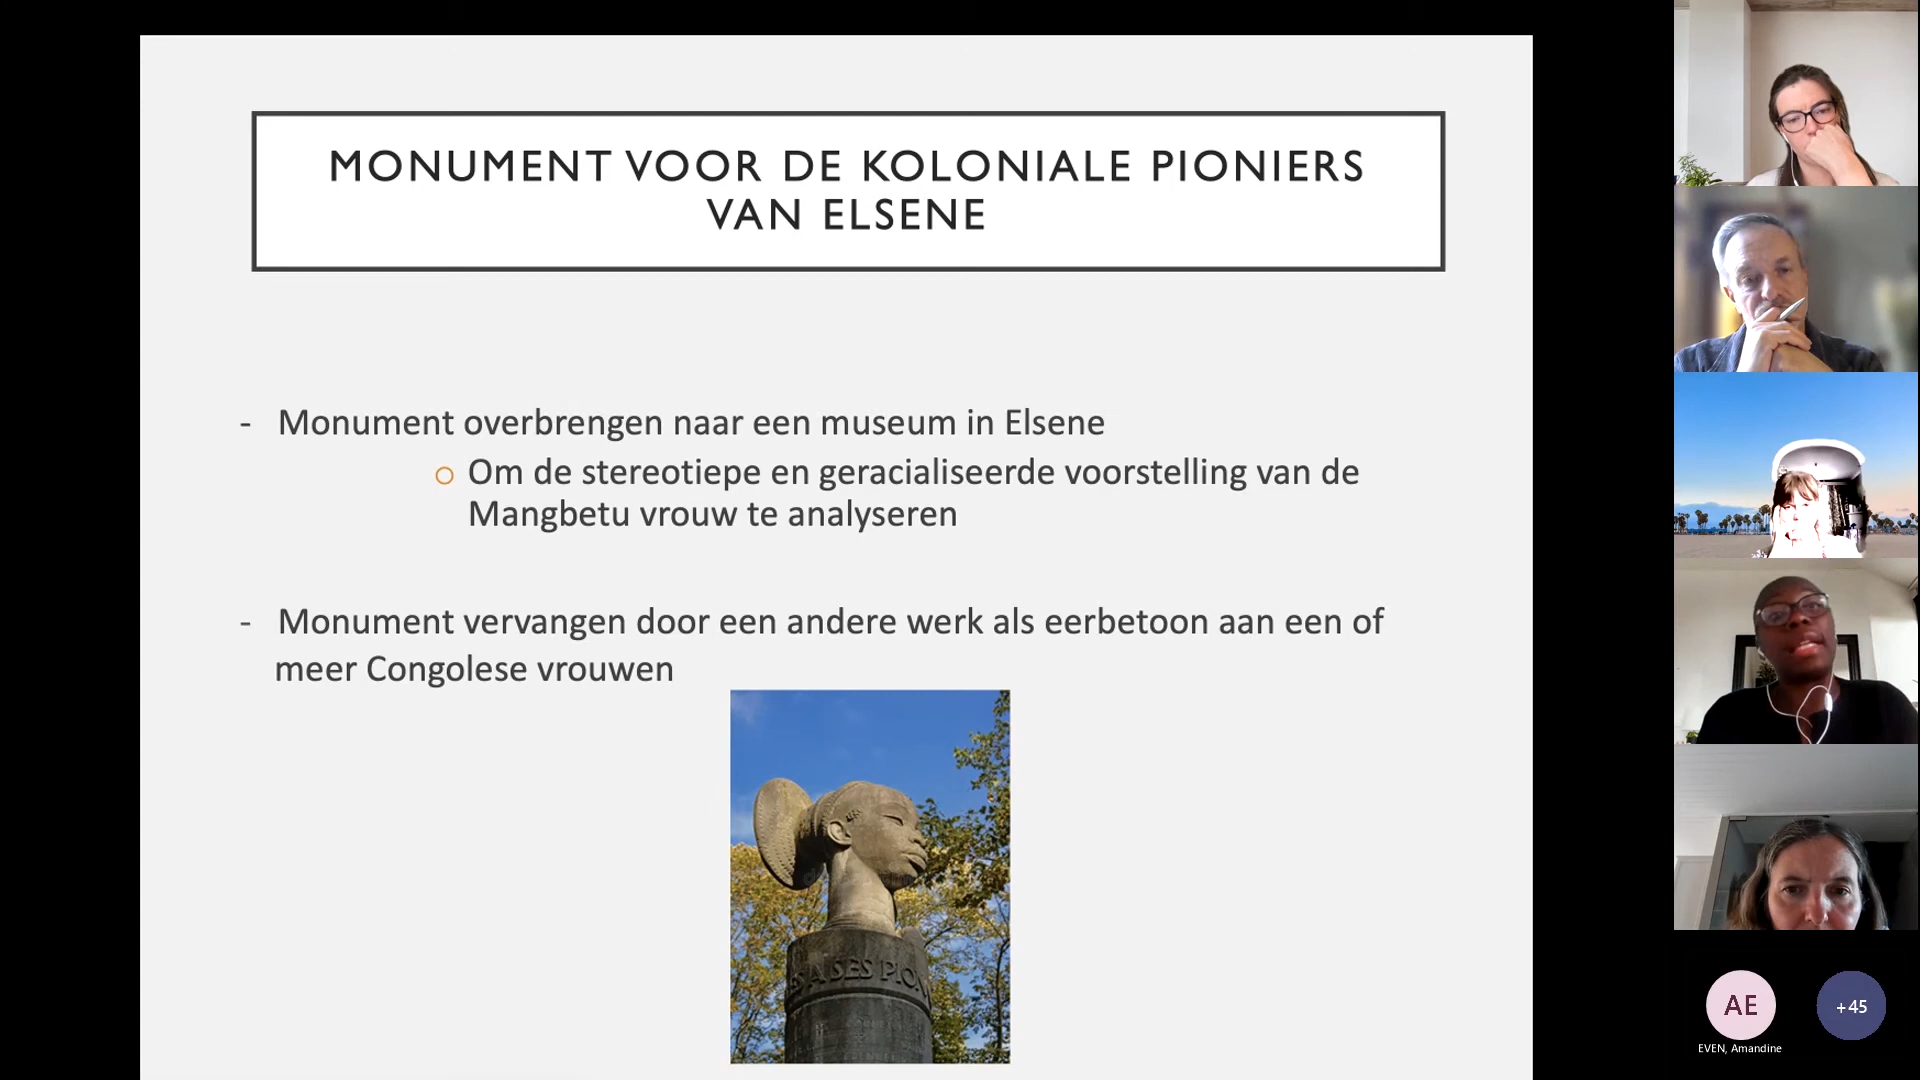 MONUMENT VOOR DE KOLONIALE PIONIERS
VAN ELSENE
- Monument overbrengen naar een museum in Elsene
o Om de stereotiepe en geracialiseerde voorstelling van de
Mangbetu vrouw te analyseren
- Monument vervangen door een andere werk als eerbetoon aan een of
meer Congolese vrouwen
ES A SES PION
AE
+45
EVEN, Amandine